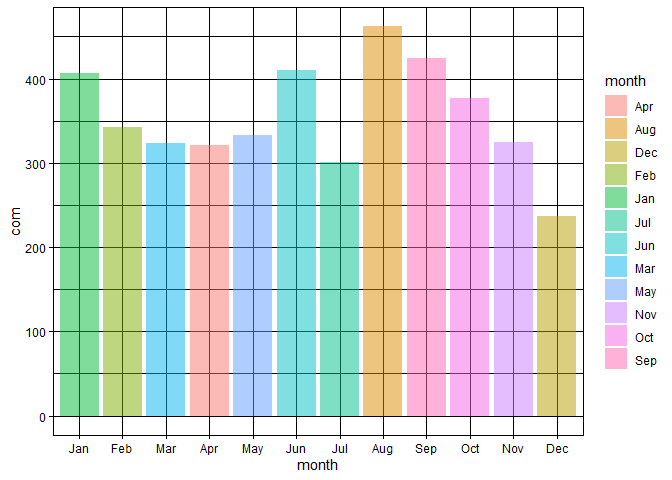 com
400
300
200
100
0
Jan Feb Mar Apr May Jun Jul Aug Sep Oct Nov Dec
month
month
Apr
Aug
Dec
Feb
Jan
Jul
Jun
Mar
May
Nov
Oct
Sep